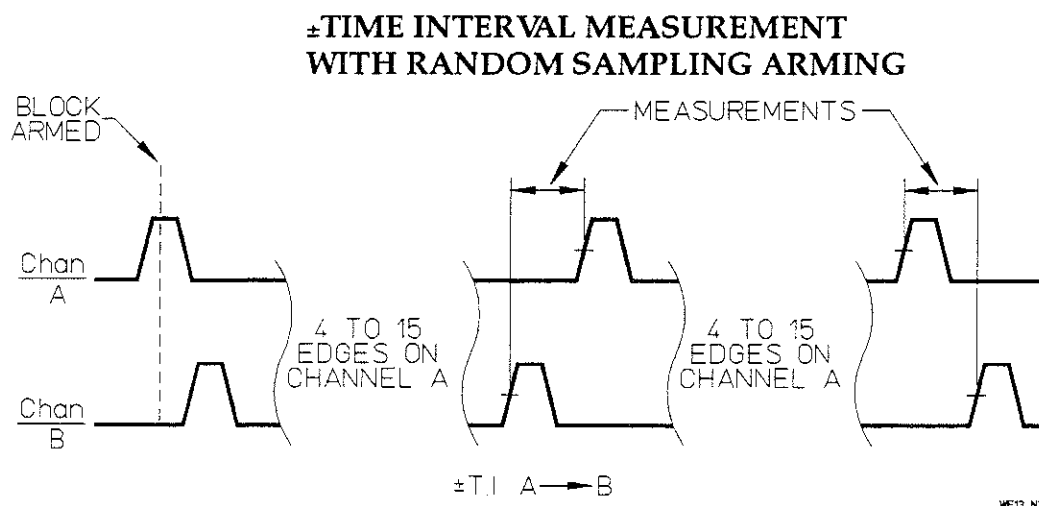 ±TIME INTERVAL MEASUREMENT
WITH RANDOM SAMPLING ARMING
BLOCK
ARMED
MEASUREMENTS
Chan
A
4 TO 15
EDGES ON
CHANNEL A
4 TO 15
EDGES ON
CHANNEL A
Chan
B
±T.I A → B